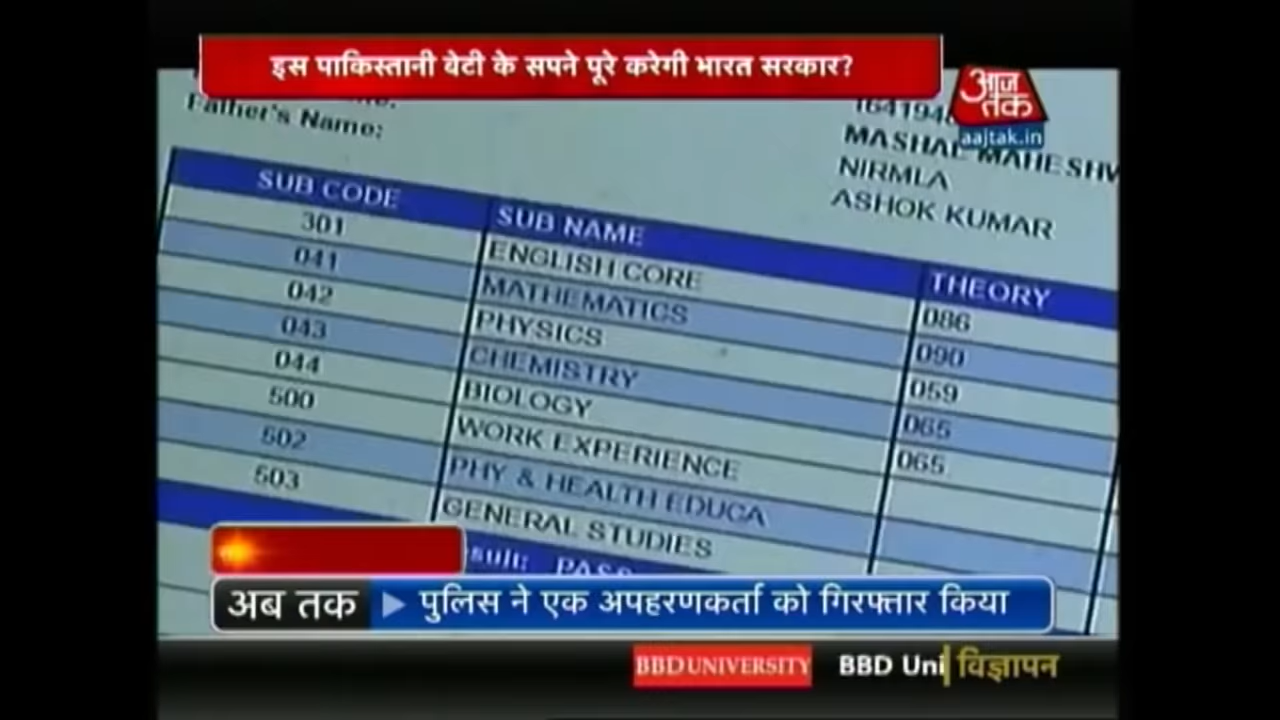 इस पाकिस्तानी बेटी के सपने पूरे करेगी भारत सरकार?
आज तक
aajtak.in
Father's Name:
MASHAL MAHESHW
NIRMLA
ASHOK KUMAR
SUB CODE SUB NAME THEORY
301 ENGLISH CORE 086
041 MATHEMATICS 090
042 PHYSICS 059
043 CHEMISTRY 065
044 BIOLOGY 065
500 WORK EXPERIENCE
502 PHY & HEALTH EDUCA
503 GENERAL STUDIES
sult: PASS
अब तक पुलिस ने एक अपहरणकर्ता को गिरफ्तार किया
BBD UNIVERSITY BBD Uni विज्ञापन